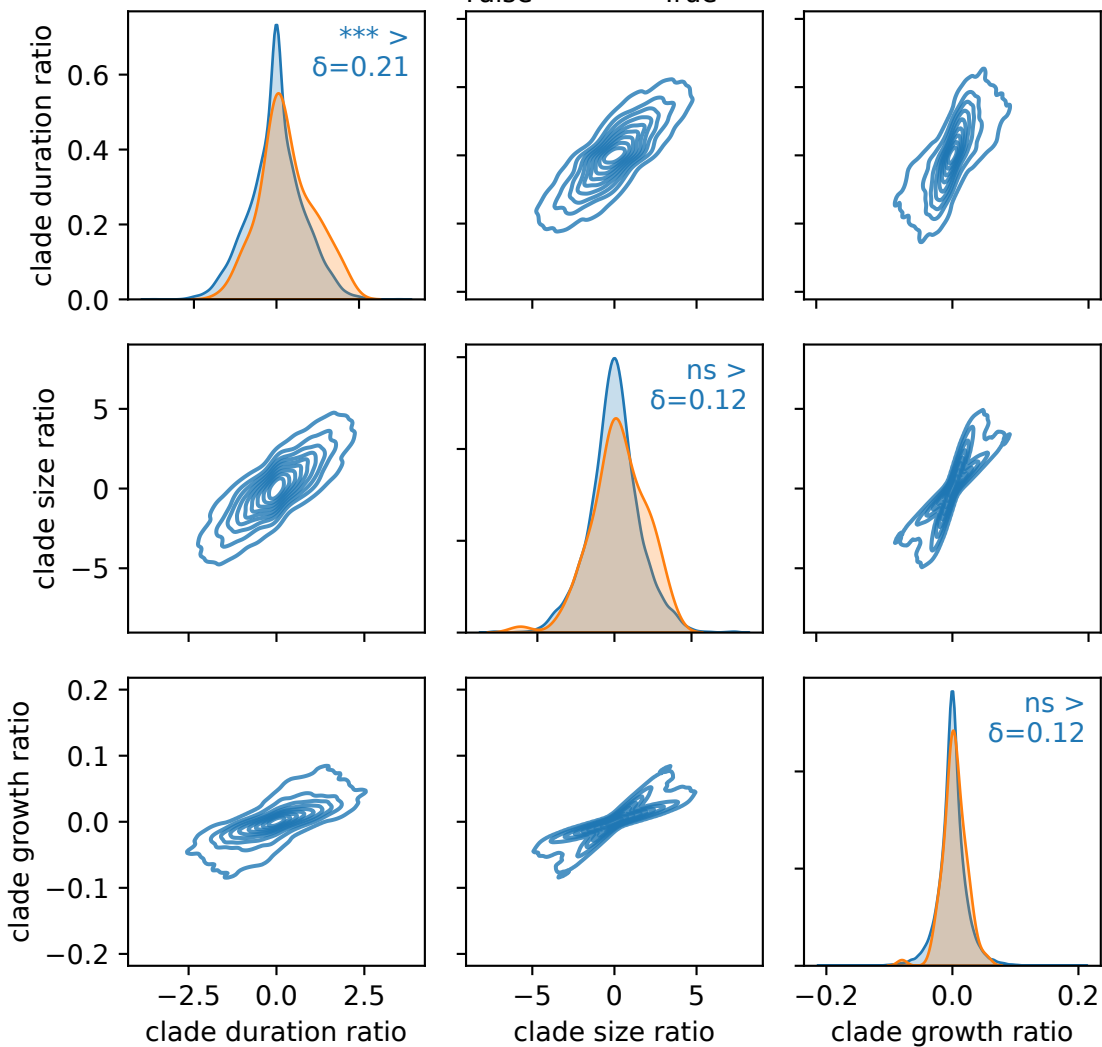 True
*** >
δ=0.21
clade duration ratio
0.6
0.4
0.2
0.0
ns >
δ=0.12
clade size ratio
5
0
−5
ns >
δ=0.12
clade growth ratio
0.2
0.1
0.0
−0.1
−0.2
−2.5 0.0 2.5 −5 0 5 −0.2 0.0 0.2
clade duration ratio clade size ratio clade growth ratio